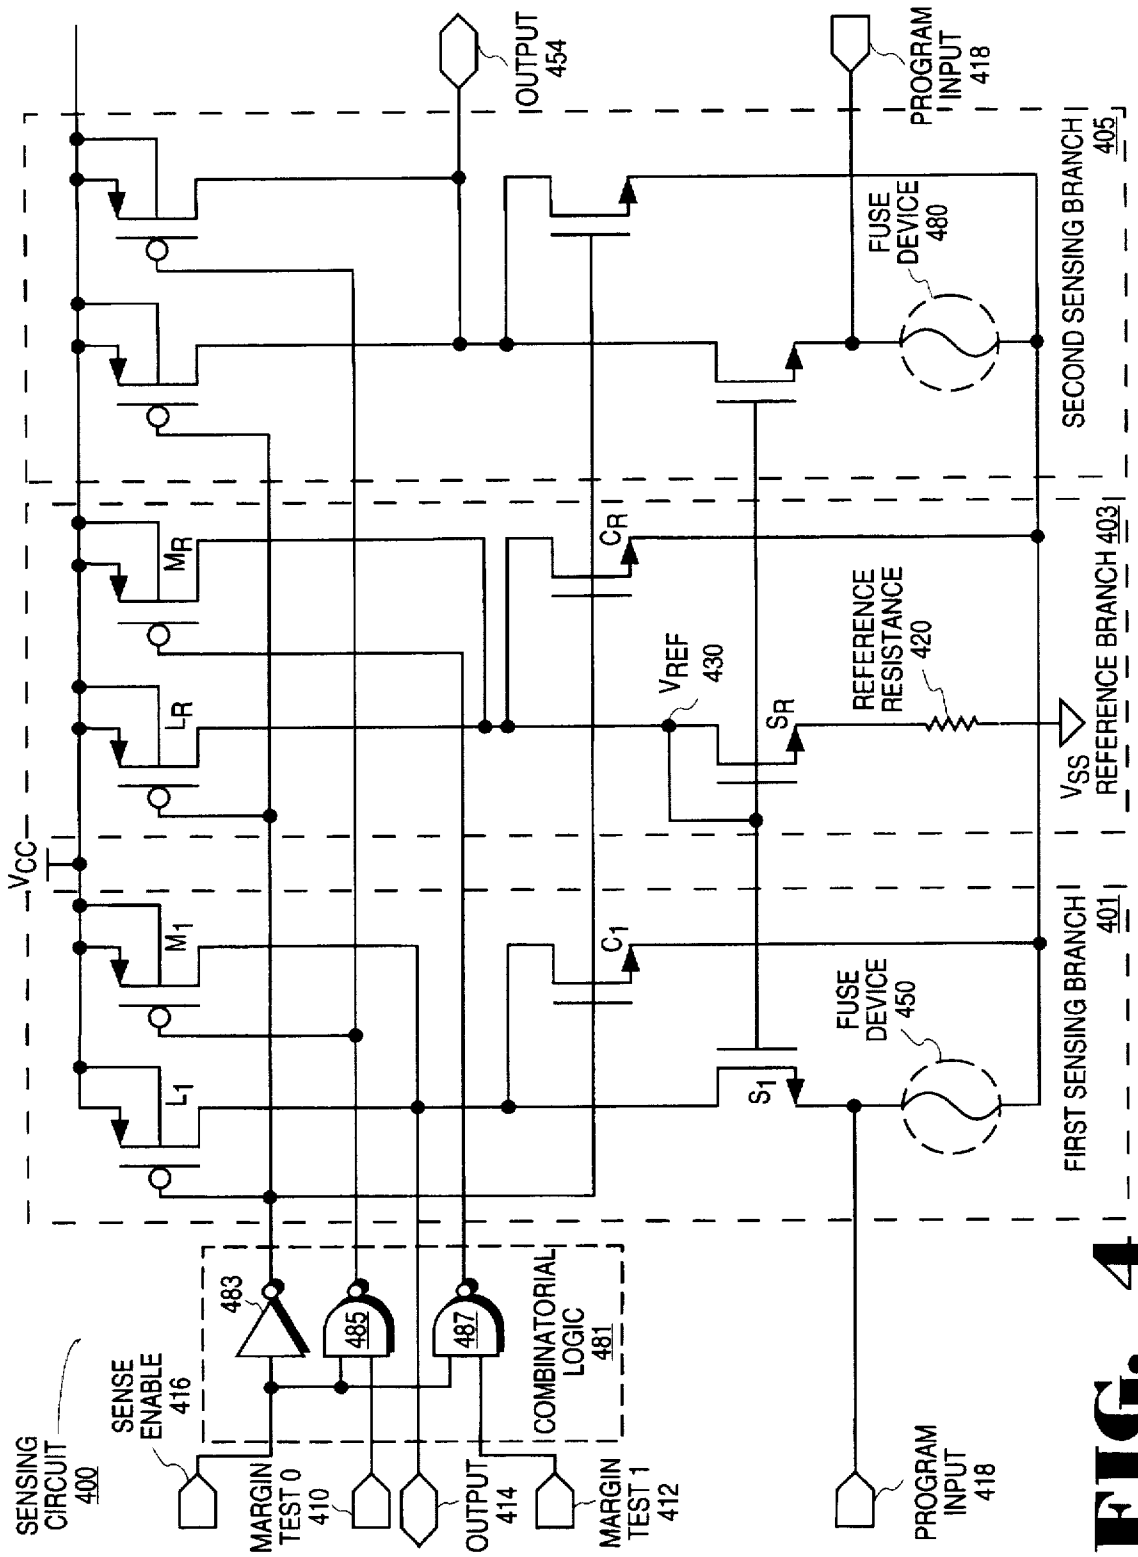 SENSING
CIRCUIT
400
SENSE
ENABLE
416
MARGIN
TEST 0
410
OUTPUT
414
MARGIN
TEST 1
412
PROGRAM
INPUT
418
483
485
487
COMBINATORIAL
LOGIC
481
VCC
L1
M1
C1
S1
FUSE
DEVICE
450
FIRST SENSING BRANCH
401
LR
MR
CR
VREF
430
SR
REFERENCE
RESISTANCE
420
VSS
REFERENCE BRANCH 403
FUSE
DEVICE
480
SECOND SENSING BRANCH
405
OUTPUT
454
PROGRAM
INPUT
418
FIG. 4